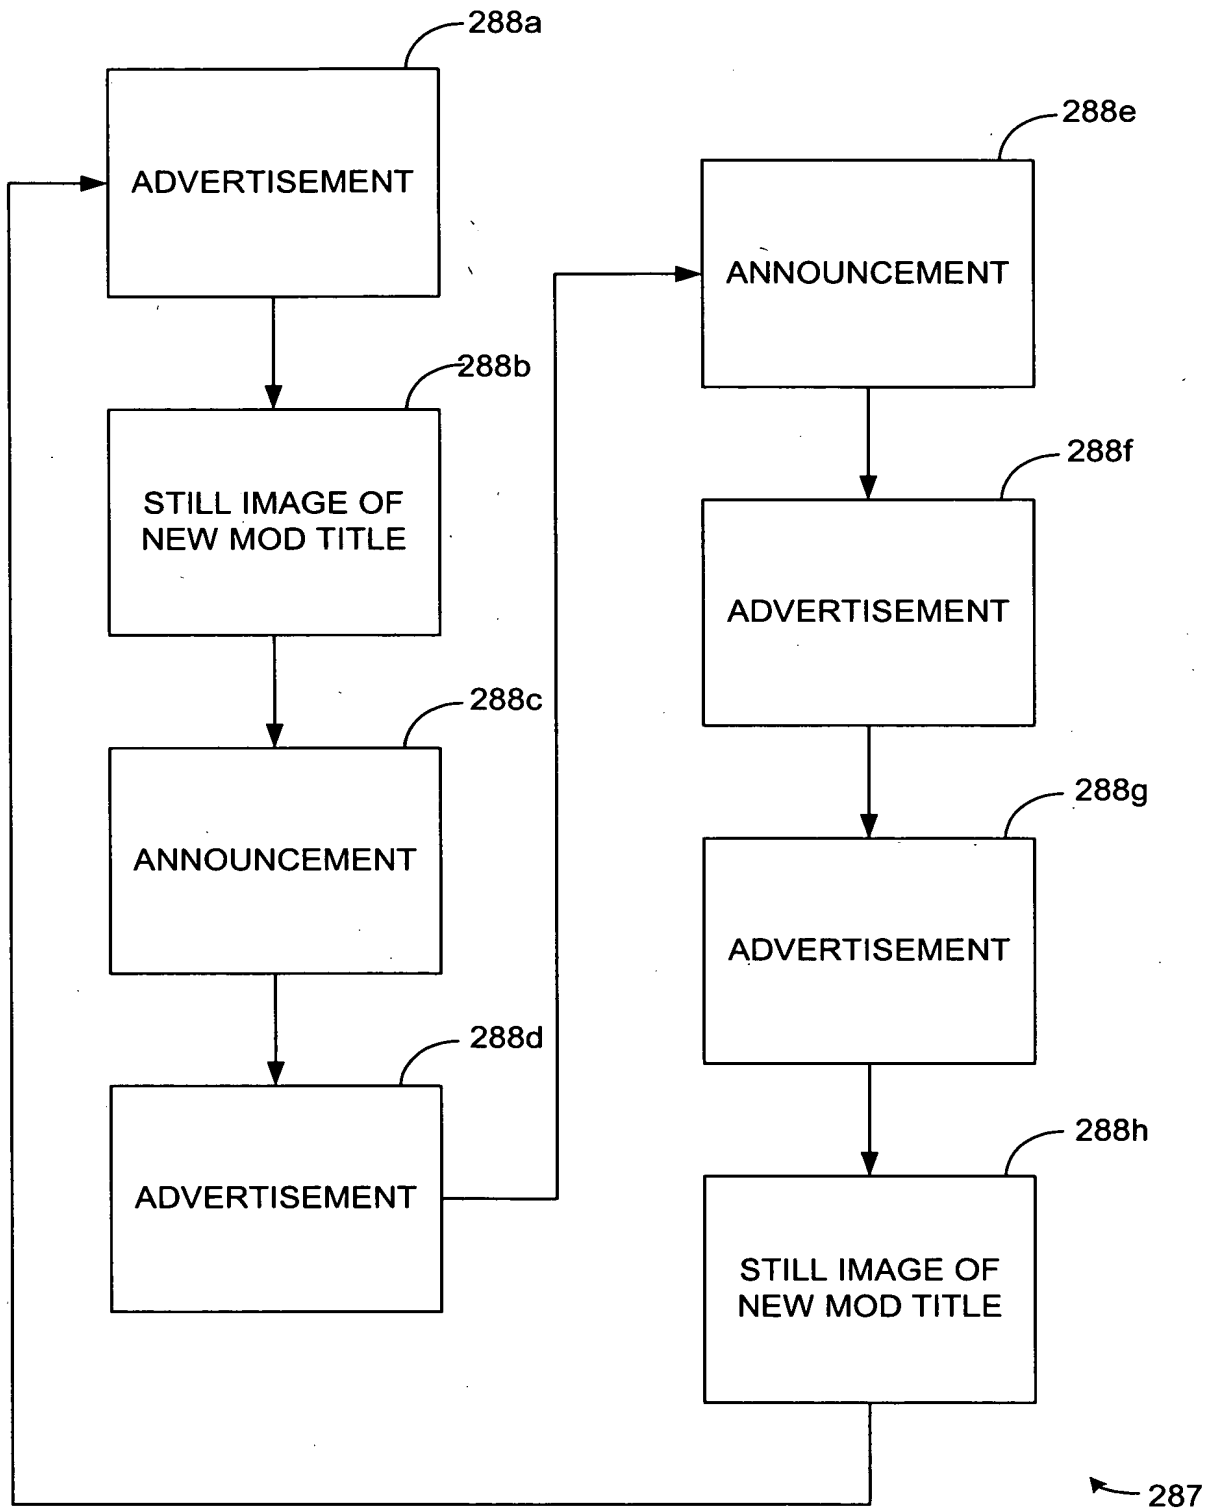 288a
ADVERTISEMENT
288b
STILL IMAGE OF
NEW MOD TITLE
288c
ANNOUNCEMENT
288d
ADVERTISEMENT
288e
ANNOUNCEMENT
288f
ADVERTISEMENT
288g
ADVERTISEMENT
288h
STILL IMAGE OF
NEW MOD TITLE
287